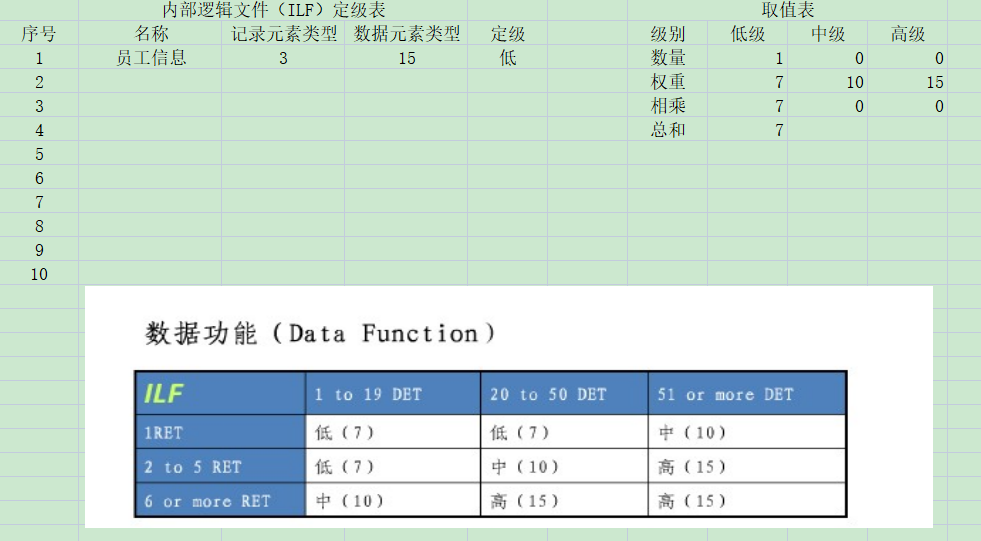 内部逻辑文件（ILF）定级表 取值表
序号 名称 记录元素类型 数据元素类型 定级 级别 低级 中级 高级
1 员工信息 3 15 低 数量 1 0 0
2 权重 7 10 15
3 相乘 7 0 0
4 总和 7
5
6
7
8
9
10
数据功能（Data Function）
ILF 1 to 19 DET 20 to 50 DET 51 or more DET
1RET 低（7） 低（7） 中（10）
2 to 5 RET 低（7） 中（10） 高（15）
6 or more RET 中（10） 高（15） 高（15）